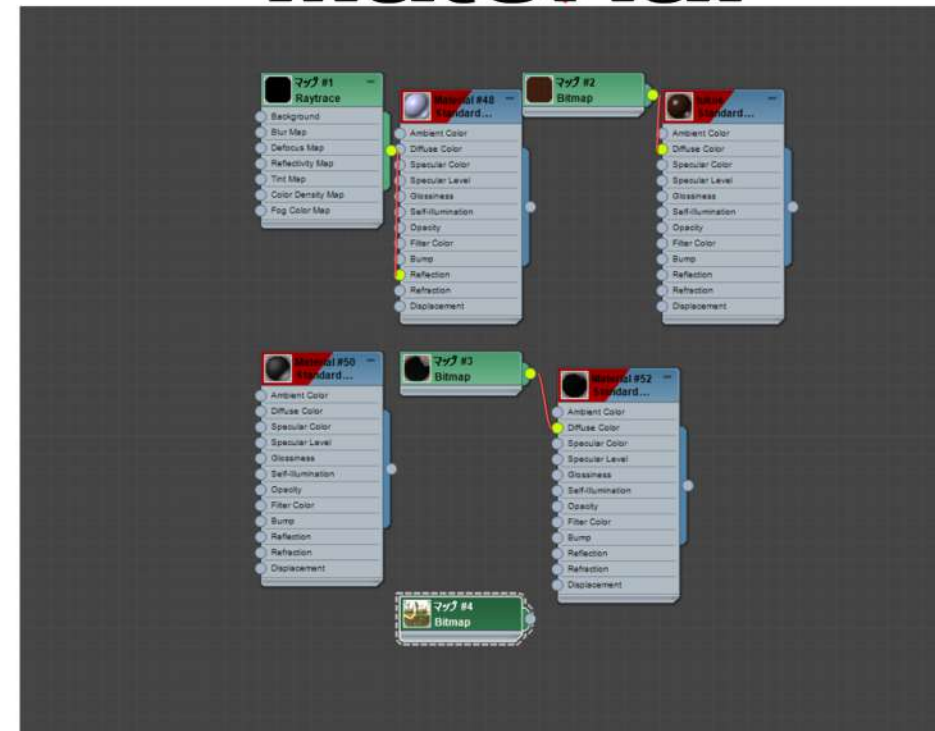 マップ #1
Raytrace
Background
Blur Map
Defocus Map
Reflectivity Map
Tint Map
Color Density Map
Fog Color Map
Material #48
Standard...
Ambient Color
Diffuse Color
Specular Color
Specular Level
Glossiness
Self-Illumination
Opacity
Filter Color
Bump
Reflection
Refraction
Displacement
マップ #2
Bitmap
Standard...
Ambient Color
Diffuse Color
Specular Color
Specular Level
Glossiness
Self-Illumination
Opacity
Filter Color
Bump
Reflection
Refraction
Displacement
Material #50
Standard...
Ambient Color
Diffuse Color
Specular Color
Specular Level
Glossiness
Self-Illumination
Opacity
Filter Color
Bump
Reflection
Refraction
Displacement
マップ #3
Bitmap
Material #52
Standard...
Ambient Color
Diffuse Color
Specular Color
Specular Level
Glossiness
Self-Illumination
Opacity
Filter Color
Bump
Reflection
Refraction
Displacement
マップ #4
Bitmap